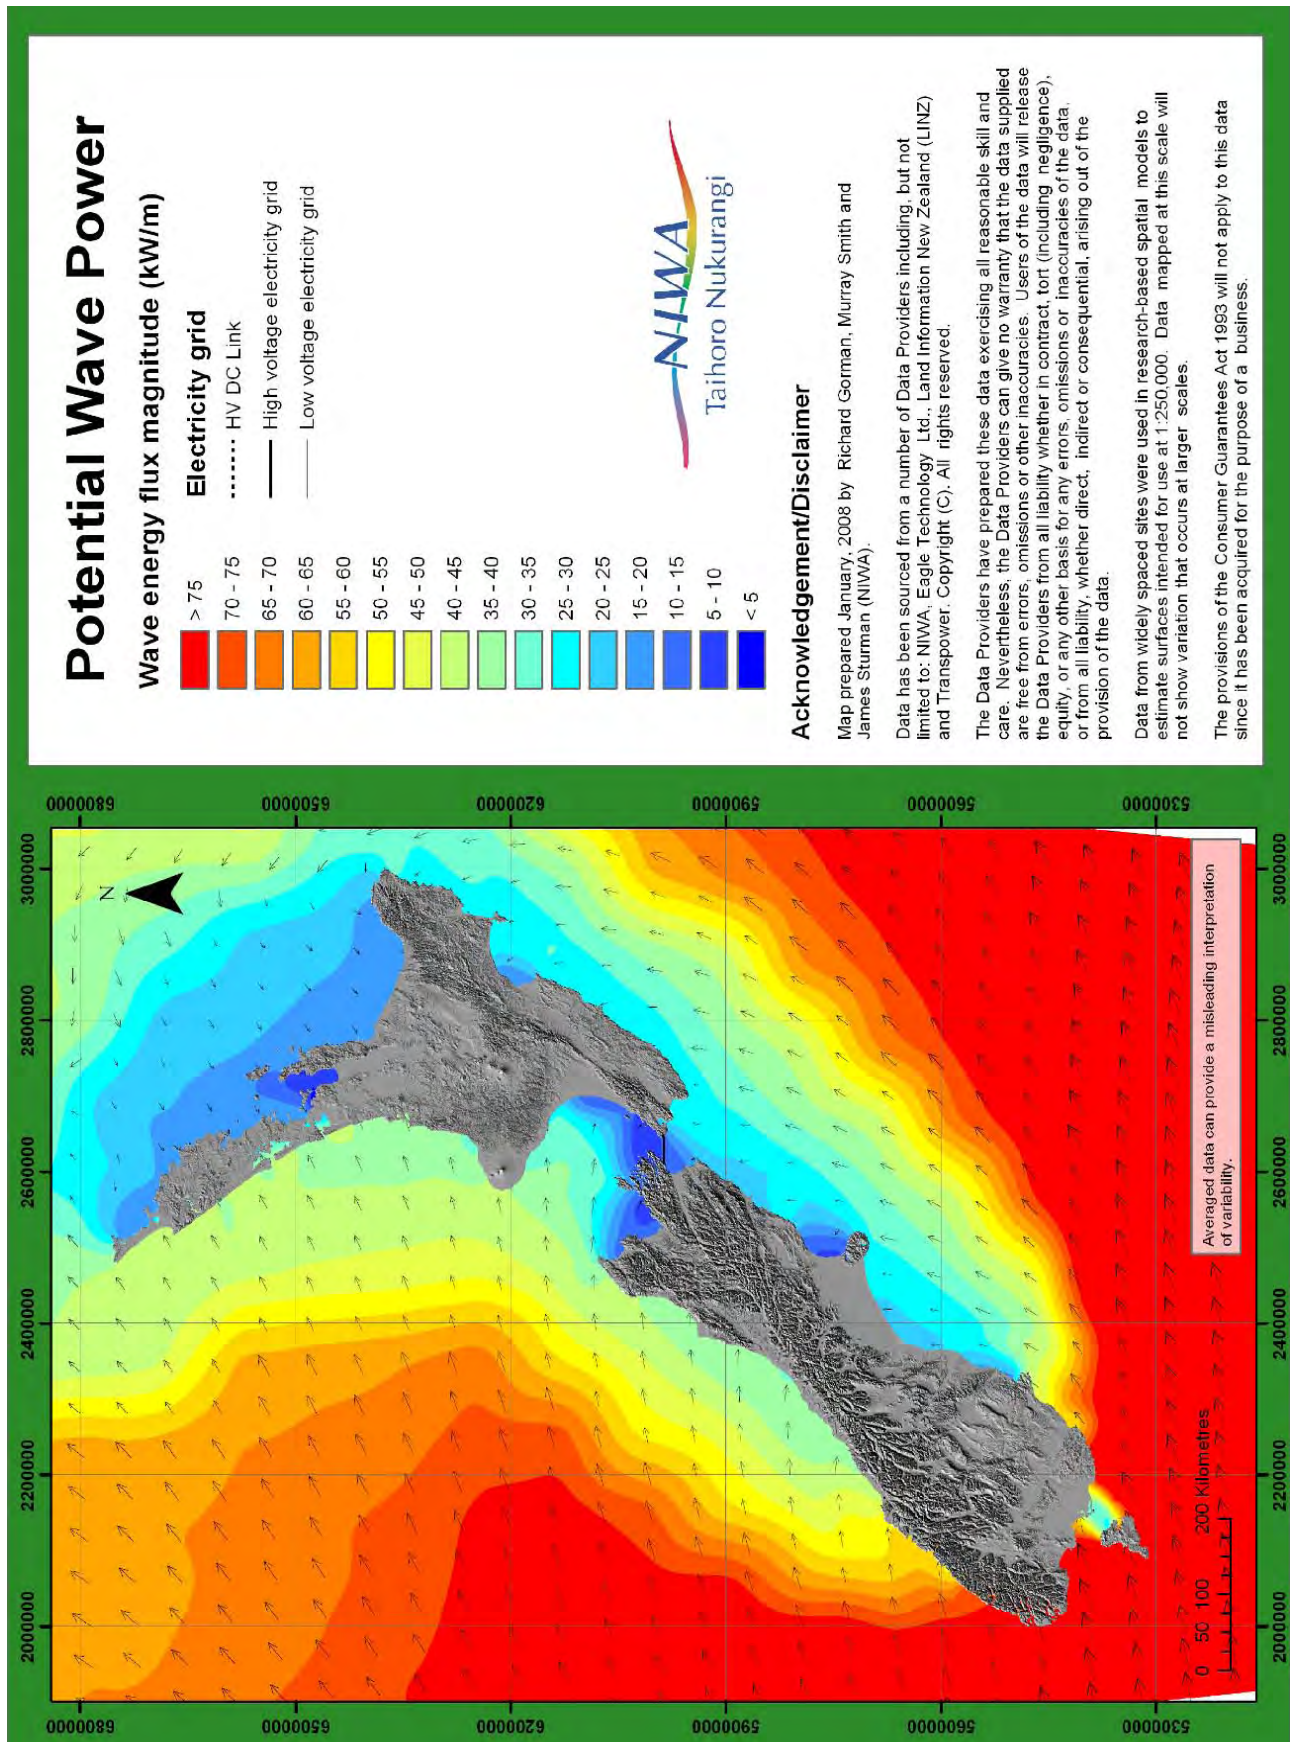 Potential Wave Power
Wave energy flux magnitude (kW/m)
> 75
70 - 75
65 - 70
60 - 65
55 - 60
50 - 55
45 - 50
40 - 45
35 - 40
30 - 35
25 - 30
20 - 25
15 - 20
10 - 15
5 - 10
< 5
Electricity grid
HV DC Link
High voltage electricity grid
Low voltage electricity grid
NIWA
Taihoro Nukurangi
Acknowledgement/Disclaimer
Map prepared January, 2008 by Richard Gorman, Murray Smith and
James Sturman (NIWA).
Data has been sourced from a number of Data Providers including, but not
limited to: NIWA, Eagle Technology Ltd., Land Information New Zealand (LINZ)
and Transpower. Copyright (C). All rights reserved.
The Data Providers have prepared these data exercising all reasonable skill and
care. Nevertheless, the Data Providers can give no warranty that the data supplied
are free from errors, omissions or other inaccuracies. Users of the data will release
the Data Providers from all liability whether in contract, tort (including negligence),
equity, or any other basis for any errors, omissions or inaccuracies of the data,
or from all liability, whether direct, indirect or consequential, arising out of the
provision of the data.
Data from widely spaced sites were used in research-based spatial models to
estimate surfaces intended for use at 1:250,000. Data mapped at this scale will
not show variation that occurs at larger scales.
The provisions of the Consumer Guarantees Act 1993 will not apply to this data
since it has been acquired for the purpose of a business.
2000000
2200000
2400000
2600000
2800000
3000000
6800000
6500000
6200000
5900000
5600000
5300000
N
6800000
6500000
6200000
5900000
5600000
5300000
0 50 100 200 Kilometres
Averaged data can provide a misleading interpretation
of variability.
2000000
2200000
2400000
2600000
2800000
3000000